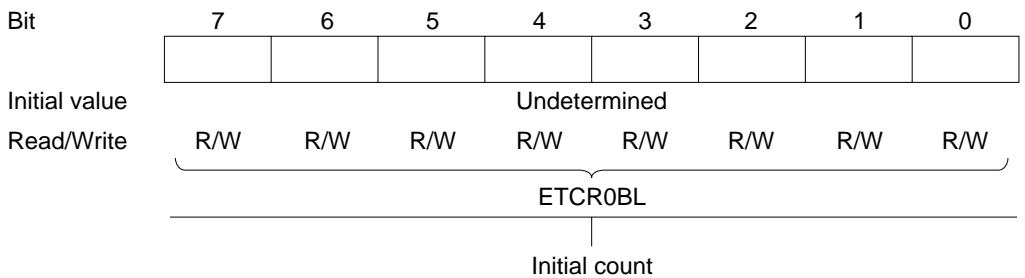 Bit 7 6 5 4 3 2 1 0
Initial value Undetermined
Read/Write R/W R/W R/W R/W R/W R/W R/W R/W
ETCR0BL
Initial count